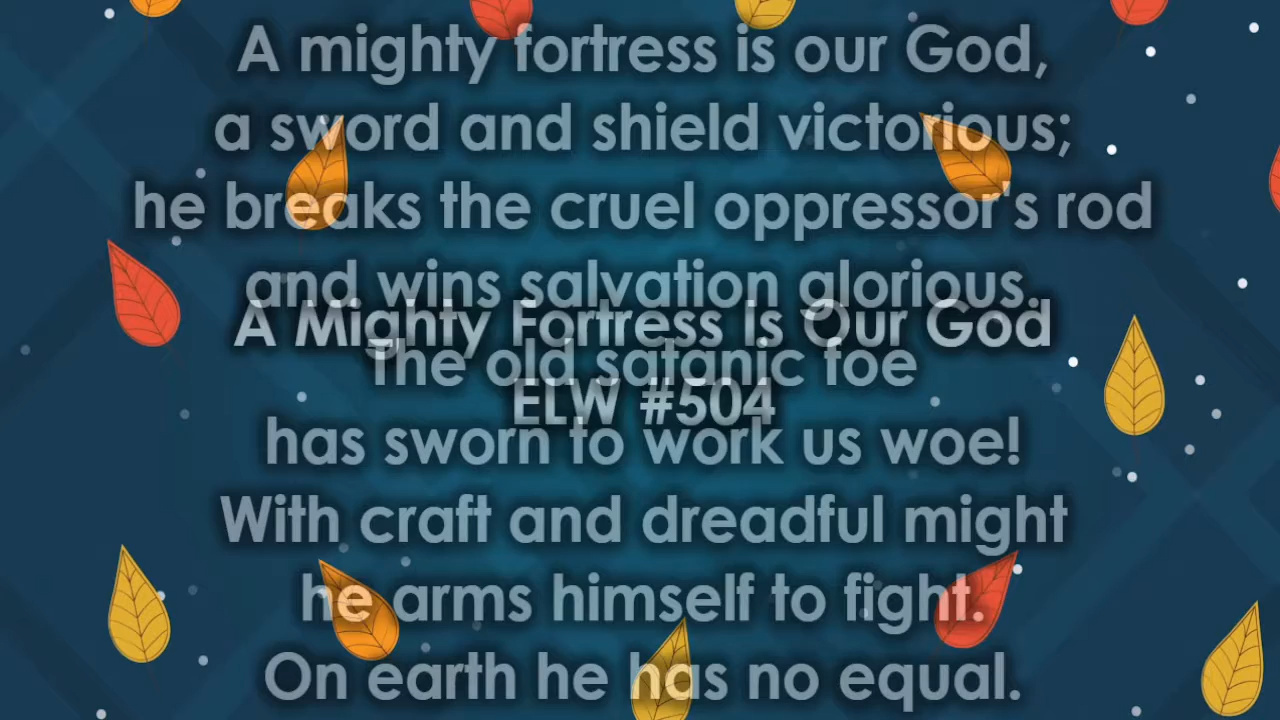 A mighty fortress is our God,
a sword and shield victorious;
he breaks the cruel oppressor's rod
and wins salvation glorious.
A Mighty Fortress Is Our God
The old satanic foe
ELW #504
has sworn to work us woe!
With craft and dreadful might
he arms himself to fight.
On earth he has no equal.